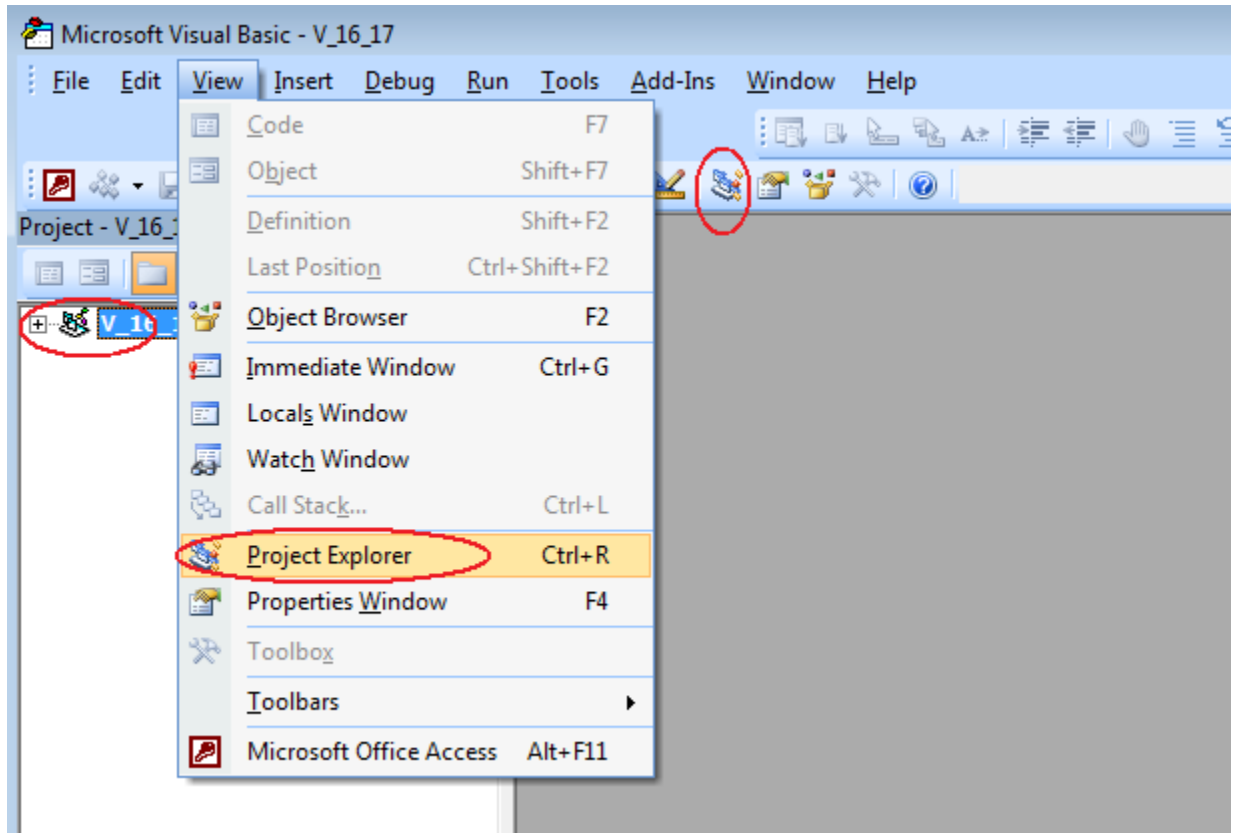 Microsoft Visual Basic - V_16_17
File Edit View Insert Debug Run Tools Add-Ins Window Help
Code F7
Object Shift+F7
Project - V_16_
Definition Shift+F2
Last Position Ctrl+Shift+F2
V_16_
Object Browser F2
Immediate Window Ctrl+G
Locals Window
Watch Window
Call Stack... Ctrl+L
Project Explorer Ctrl+R
Properties Window F4
Toolbox
Toolbars
Microsoft Office Access Alt+F11